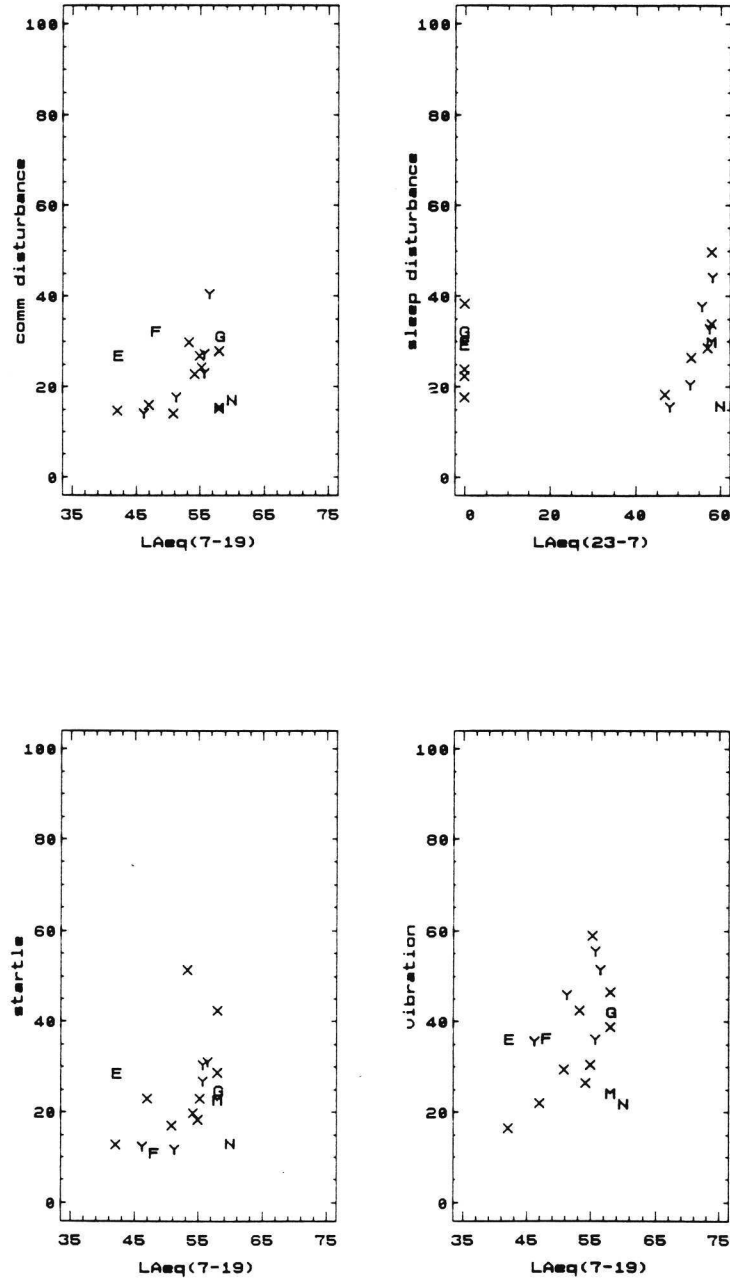 comm disturbance
100
80
60
40
20
0
Y
F
G
X
X
E
X
Y
X
X
Y
Y
N
X
X
M
X
Y
X
35 45 55 65 75
LAeq(7-19)
sleep disturbance
100
80
60
40
20
0
X
Y
X
Y
X
Y
G
F
E
M
X
X
X
X
Y
X
X
Y
N
0 20 40 60
LAeq(23-7)
startle
100
80
60
40
20
0
X
X
Y
Y
E
X
Y
G
X
X
M
X
X
X
X
Y
N
Y
F
35 45 55 65 75
LAeq(7-19)
vibration
100
80
60
40
20
0
X
Y
Y
X
Y
X
G
X
E
Y
F
Y
X
X
X
M
X
N
X
35 45 55 65 75
LAeq(7-19)